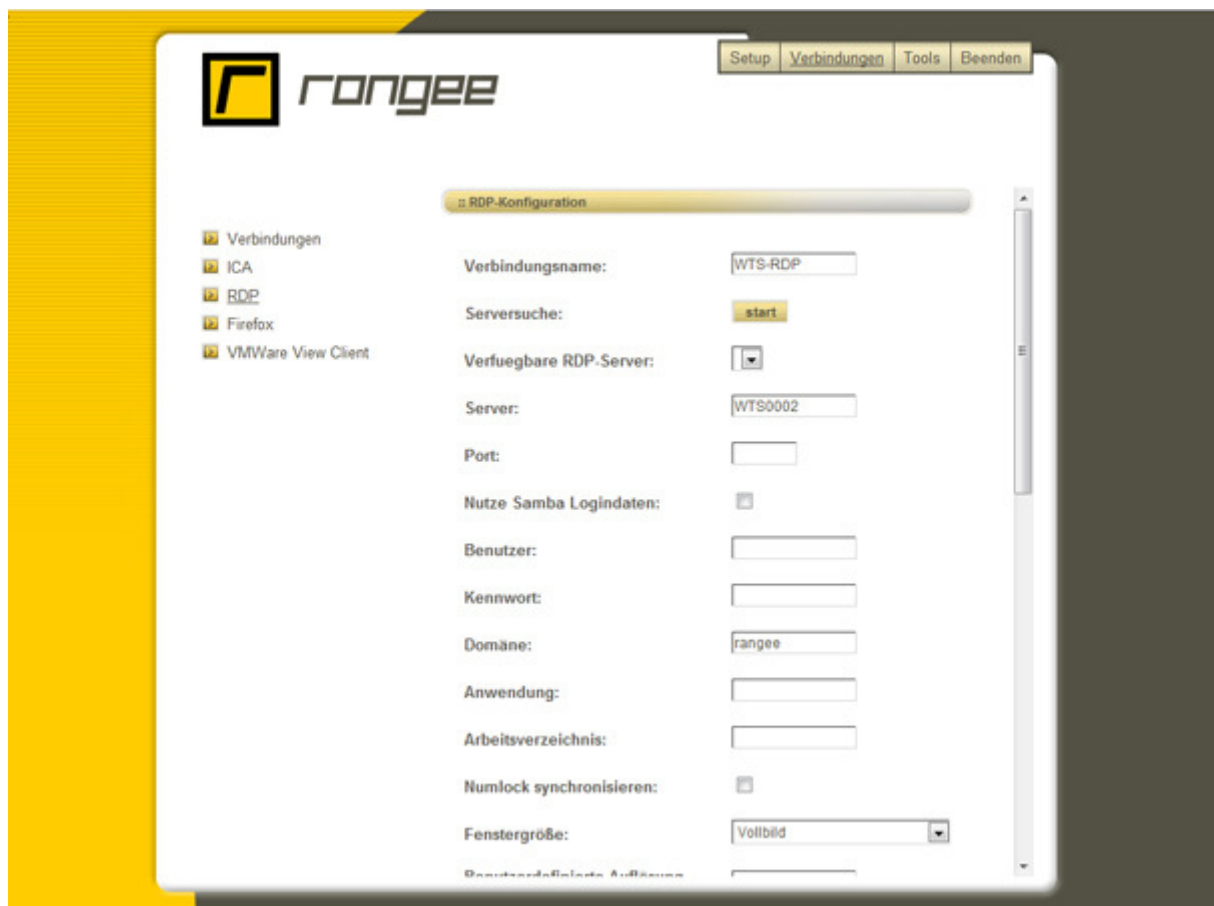 rangee
Setup Verbindungen Tools Beenden
:: RDP-Konfiguration
Verbindungen
ICA
RDP
Firefox
VMWare View Client
Verbindungsname: WTS-RDP
Serversuche: start
Verfuegbare RDP-Server:
Server: WTS0002
Port:
Nutze Samba Logindaten:
Benutzer:
Kennwort:
Domäne: rangee
Anwendung:
Arbeitsverzeichnis:
Numlock synchronisieren:
Fenstergröße: Vollbild
Benutzerdefinierte Auflösung